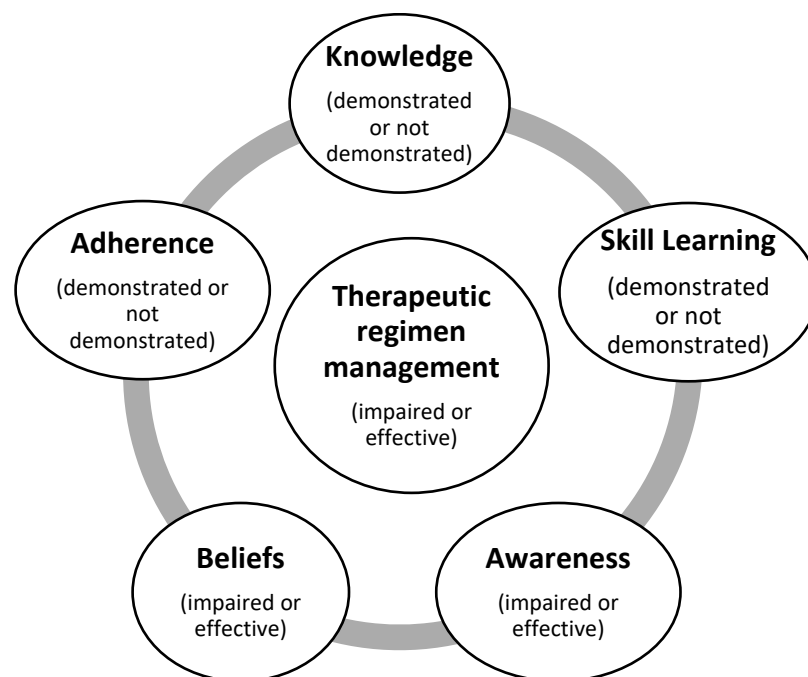 Knowledge
(demonstrated
or not
demonstrated)
Adherence
(demonstrated or
not
demonstrated)
Skill Learning
(demonstrated
or not
demonstrated)
Therapeutic
regimen
management
(impaired or
effective)
Beliefs
(impaired or
effective)
Awareness
(impaired or
effective)